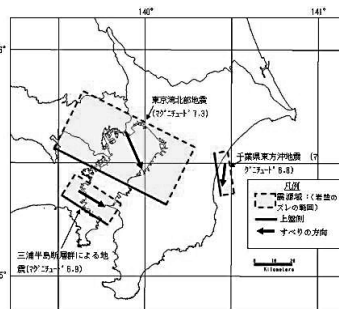 140°
141°
東京湾北部地震
(マグニチュード 7.3)
千葉県東方沖地震 (マ
グニチュード 6.8)
凡例
震源域:(岩盤の
ズレの範囲)
上盤側
すべりの方向
Kilometers
三浦半島断層群による地
震(マグニチュード 6.9)